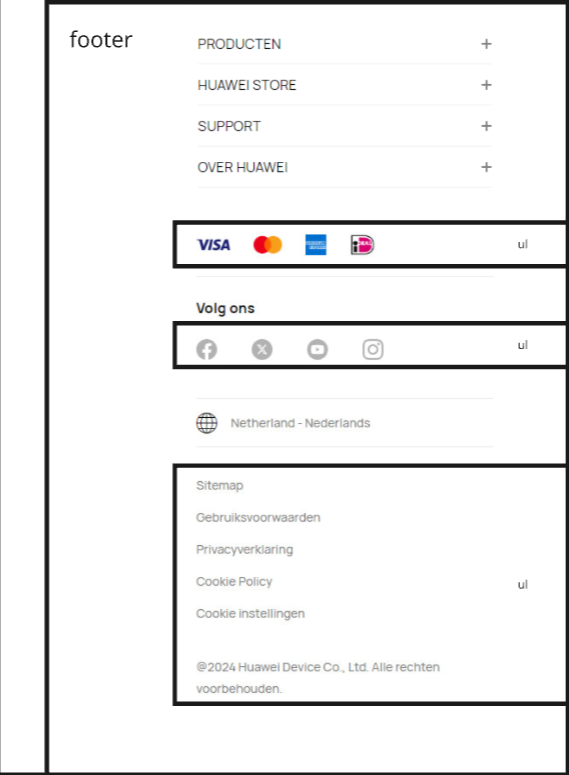 footer
PRODUCTEN +
HUAWEI STORE +
SUPPORT +
OVER HUAWEI +
VISA ul
Volg ons
ul
Netherland - Nederlands
Sitemap
Gebruiksvoorwaarden
Privacyverklaring
Cookie Policy
ul
Cookie instellingen
@2024 Huawei Device Co., Ltd. Alle rechten
voorbehouden.